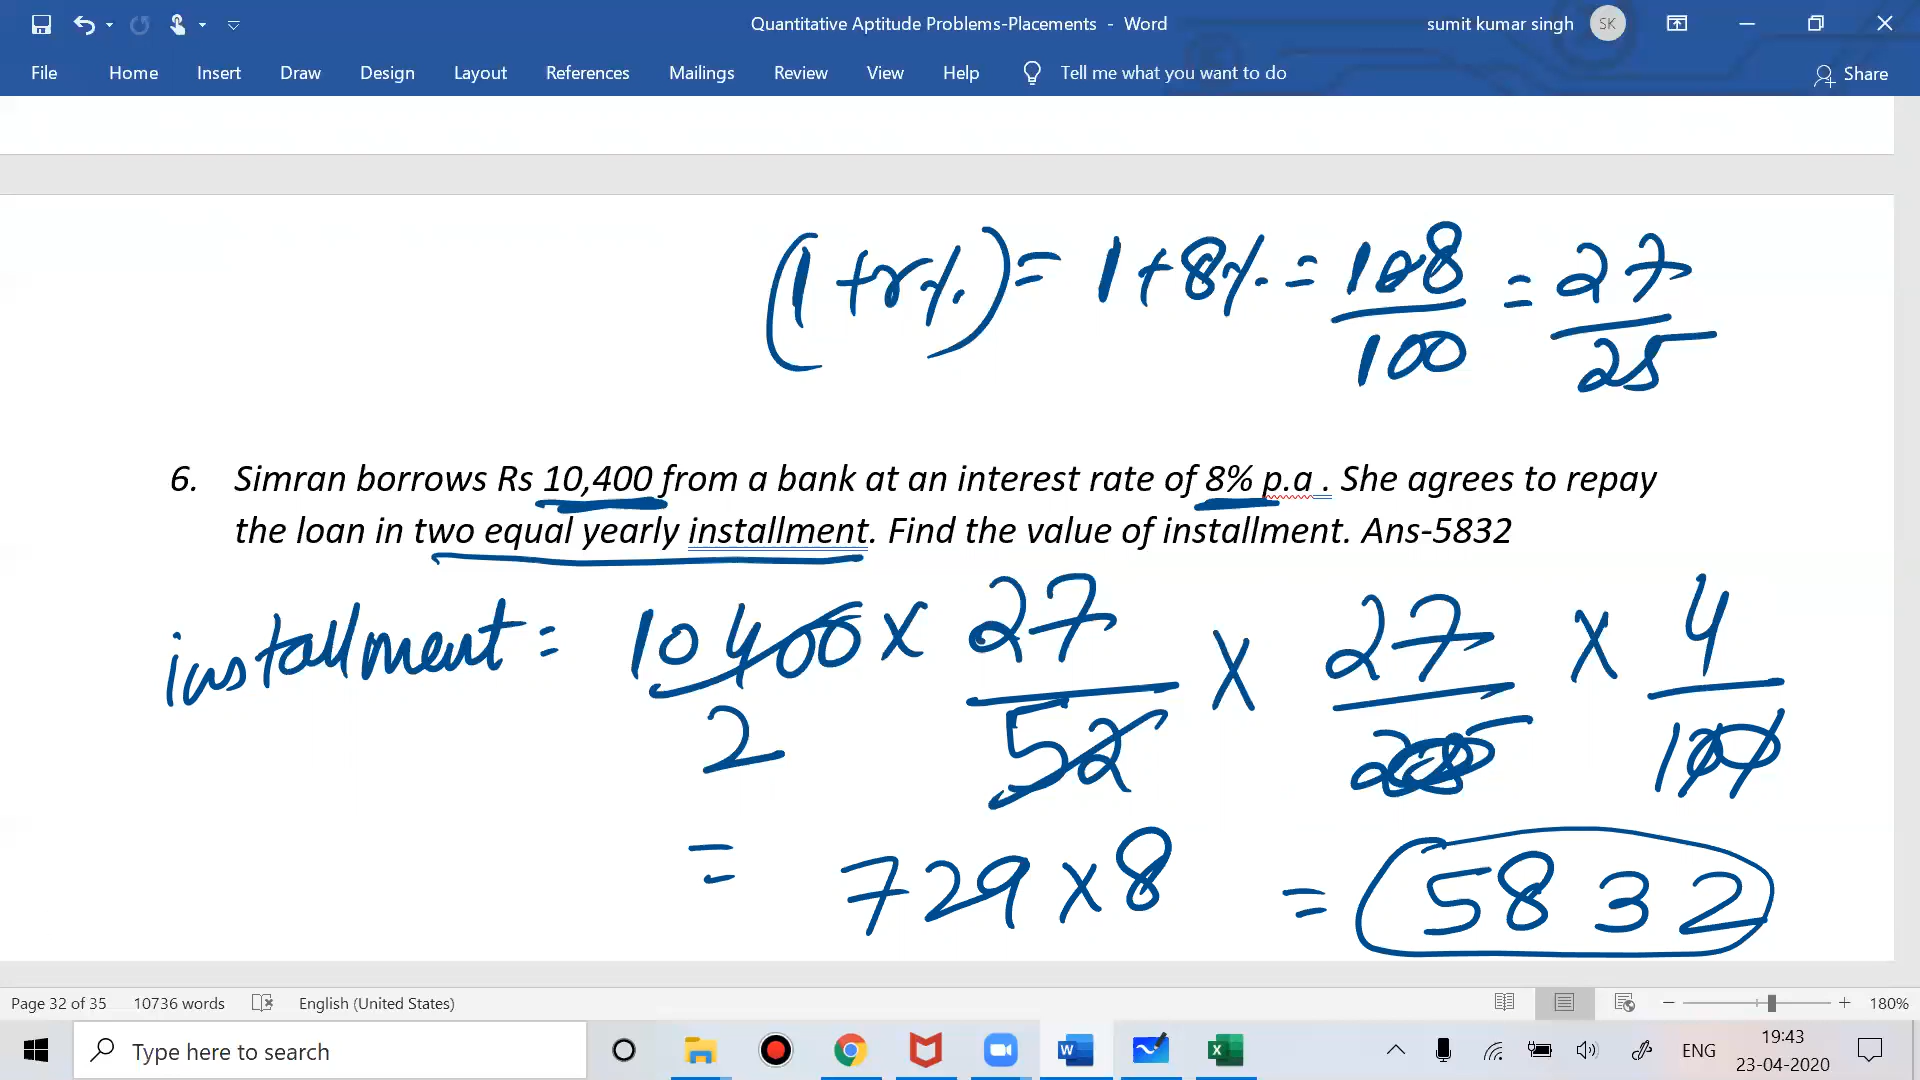 Quantitative Aptitude Problems-Placements - Word
sumit kumar singh SK
File Home Insert Draw Design Layout References Mailings Review View Help Tell me what you want to do Share
(1+r%) = 1+8% = 108/100 = 27/25
6. Simran borrows Rs 10,400 from a bank at an interest rate of 8% p.a . She agrees to repay
the loan in two equal yearly installment. Find the value of installment. Ans-5832
installment = 10400 × 27/52 × 27/25 × 4/100
2
= 729 × 8 = 5832
Page 32 of 35 10736 words English (United States) 180%
Type here to search ENG 19:43
23-04-2020